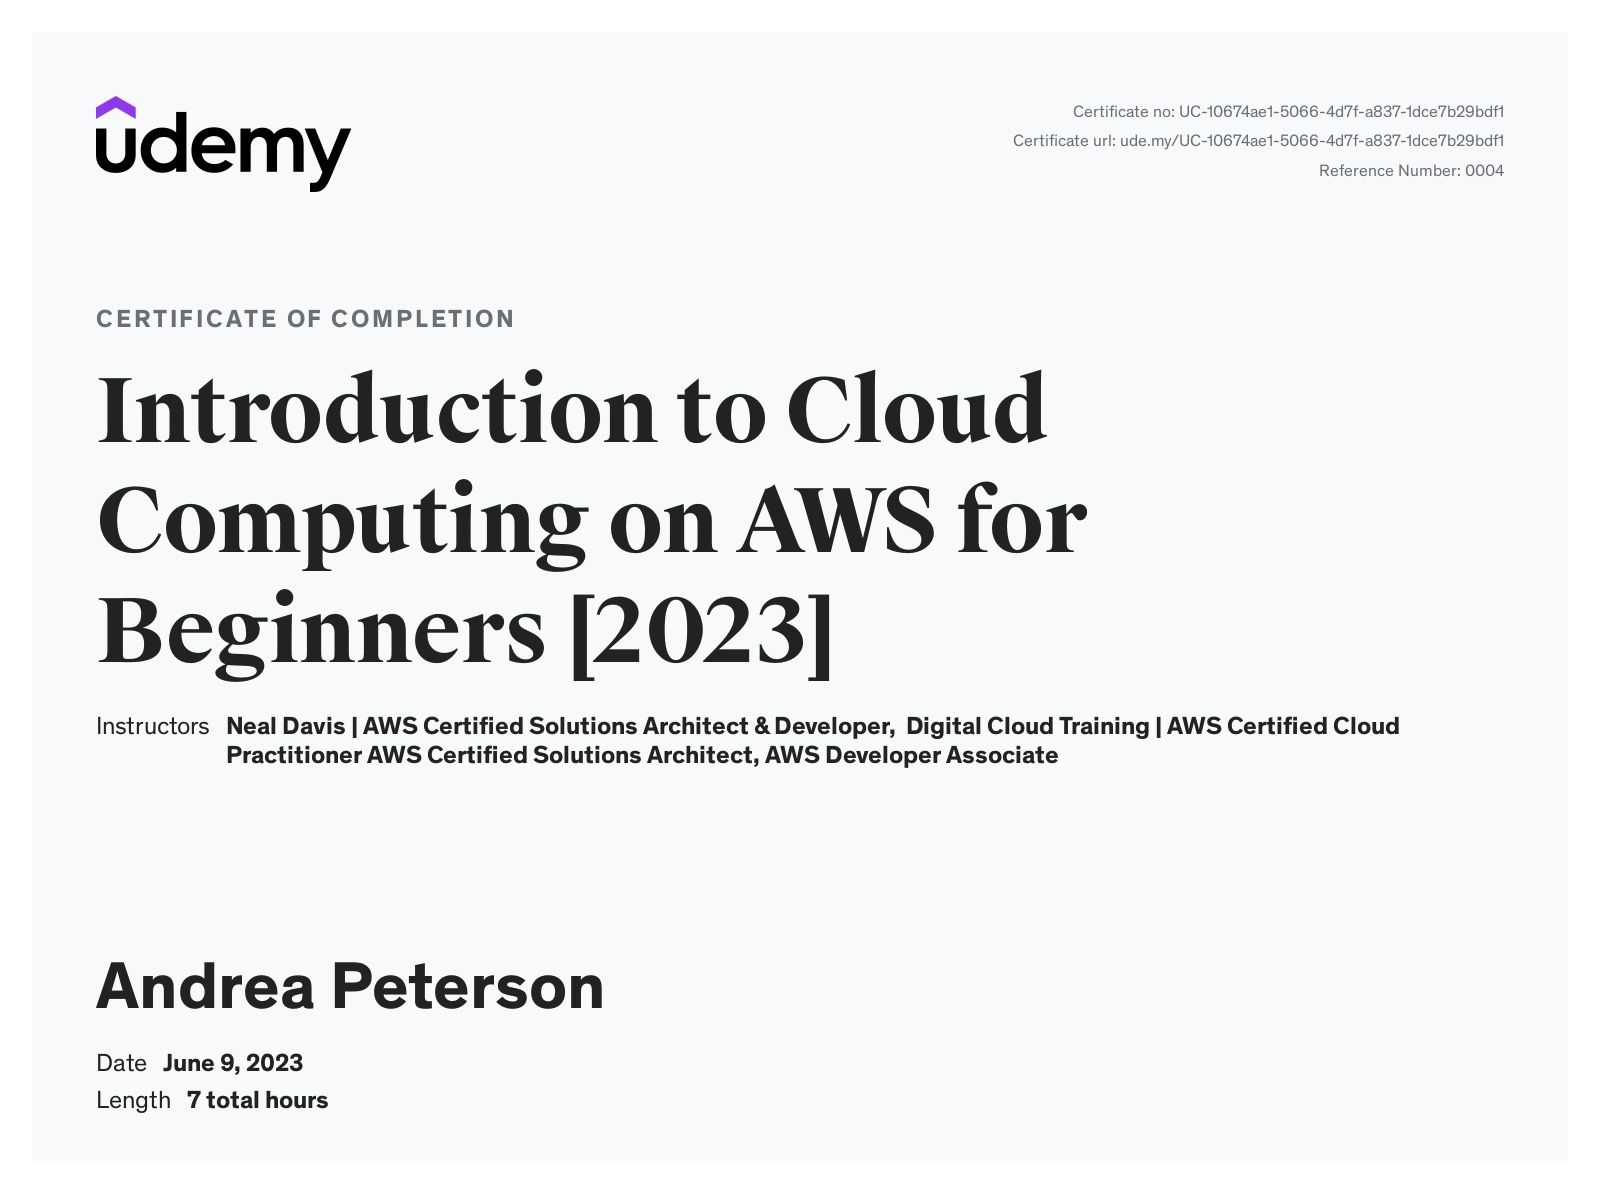 udemy
Certificate no: UC-10674ae1-5066-4d7f-a837-1dce7b29bdf1
Certificate url: ude.my/UC-10674ae1-5066-4d7f-a837-1dce7b29bdf1
Reference Number: 0004
CERTIFICATE OF COMPLETION
Introduction to Cloud
Computing on AWS for
Beginners [2023]
Instructors Neal Davis | AWS Certified Solutions Architect & Developer, Digital Cloud Training | AWS Certified Cloud
Practitioner AWS Certified Solutions Architect, AWS Developer Associate
Andrea Peterson
Date June 9, 2023
Length 7 total hours